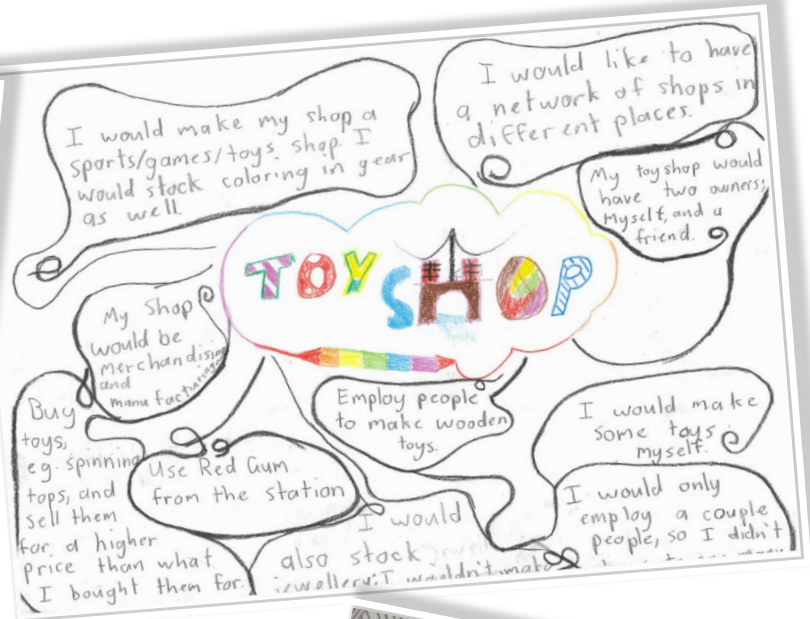 I would make my shop a
sports/games/toys shop. I
would stock coloring in gear
as well.
I would like to have
a network of shops in
different places.
My toyshop would
have two owners;
Myself, and a
friend.
TOY SHOP
My Shop
would be
merchandising
and
manufacturing
Employ people
to make wooden
toys.
I would make
some toys
myself.
Buy
toys,
eg. spinning
tops, and
sell them
for a higher
price than what
I bought them for.
Use Red Gum
from the station
I would
also stock
jewellery; I wouldn't make
I would only
employ a couple
people, so I didn't